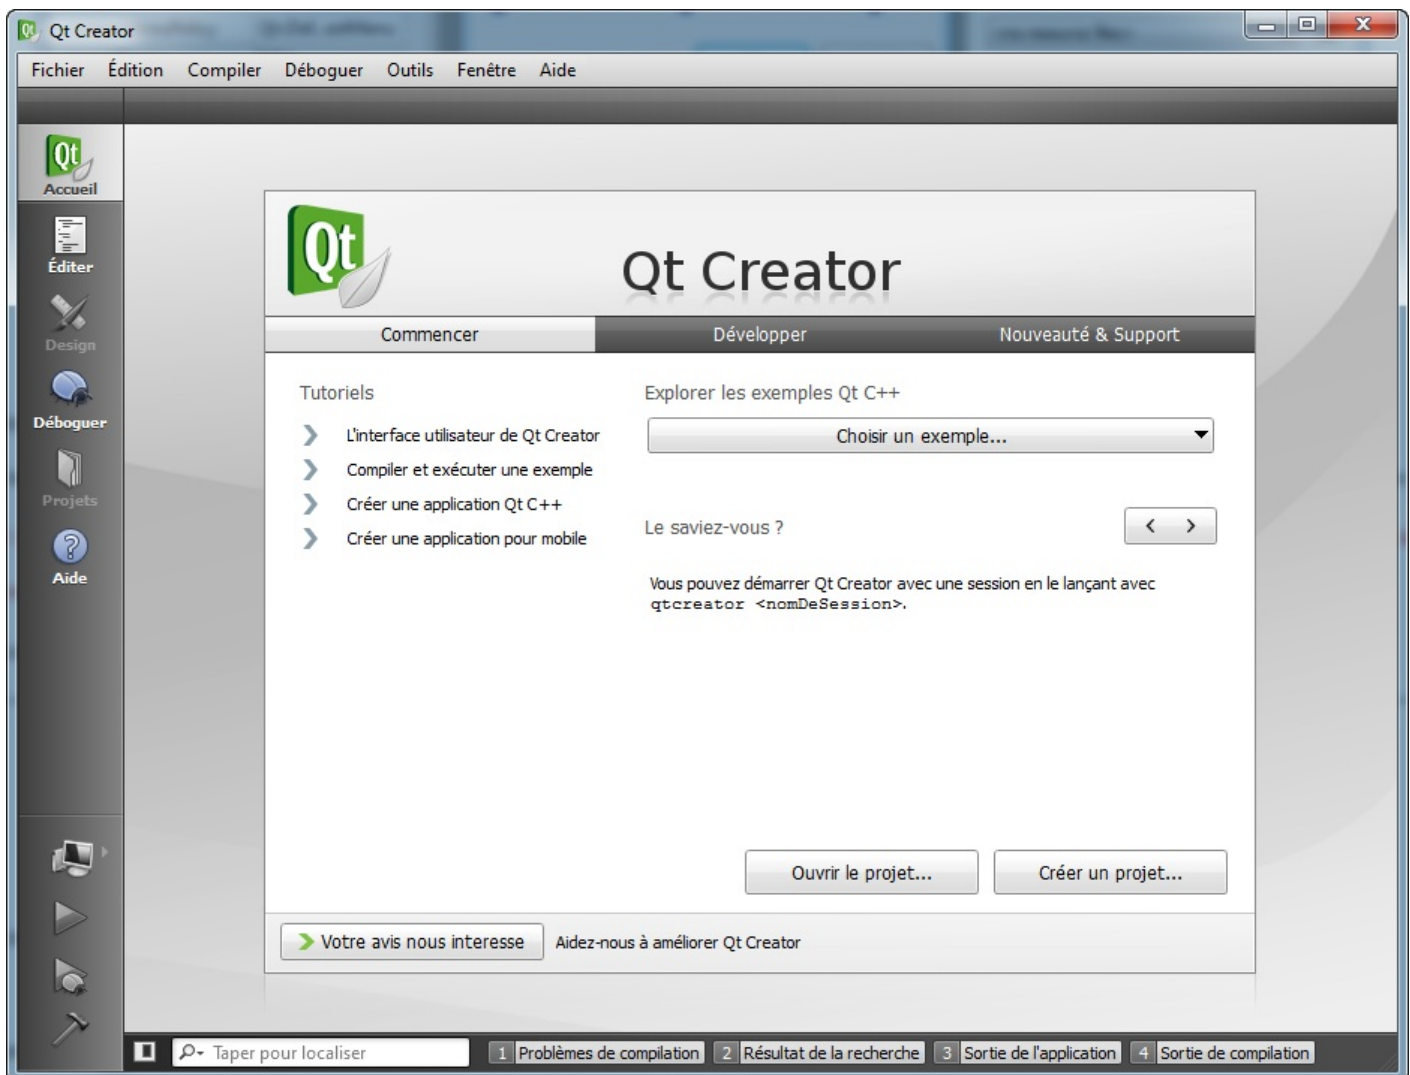 Qt Creator
Fichier Édition Compiler Déboguer Outils Fenêtre Aide
Qt
Accueil
Éditer
Design
Déboguer
Projets
Aide
Qt
Qt Creator
Commencer Développer Nouveauté & Support
Tutoriels
L'interface utilisateur de Qt Creator
Compiler et exécuter une exemple
Créer une application Qt C++
Créer une application pour mobile
Explorer les exemples Qt C++
Choisir un exemple...
Le saviez-vous ?
Vous pouvez démarrer Qt Creator avec une session en le lançant avec
qtcreator <nomDeSession>.
Ouvrir le projet... Créer un projet...
Votre avis nous interesse Aidez-nous à améliorer Qt Creator
Taper pour localiser 1 Problèmes de compilation 2 Résultat de la recherche 3 Sortie de l'application 4 Sortie de compilation